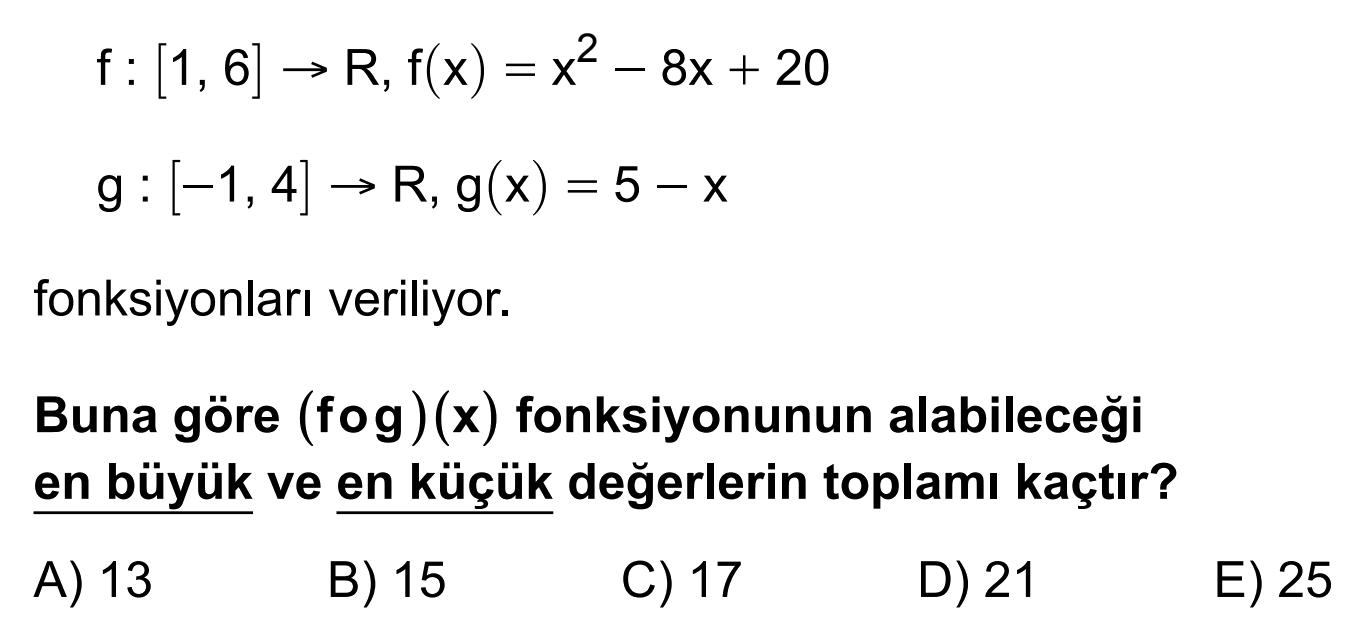 f : [1, 6] → R, f(x) = x² − 8x + 20
g : [−1, 4] → R, g(x) = 5 − x
fonksiyonları veriliyor.
Buna göre (fog)(x) fonksiyonunun alabileceği
en büyük ve en küçük değerlerin toplamı kaçtır?
A) 13 B) 15 C) 17 D) 21 E) 25